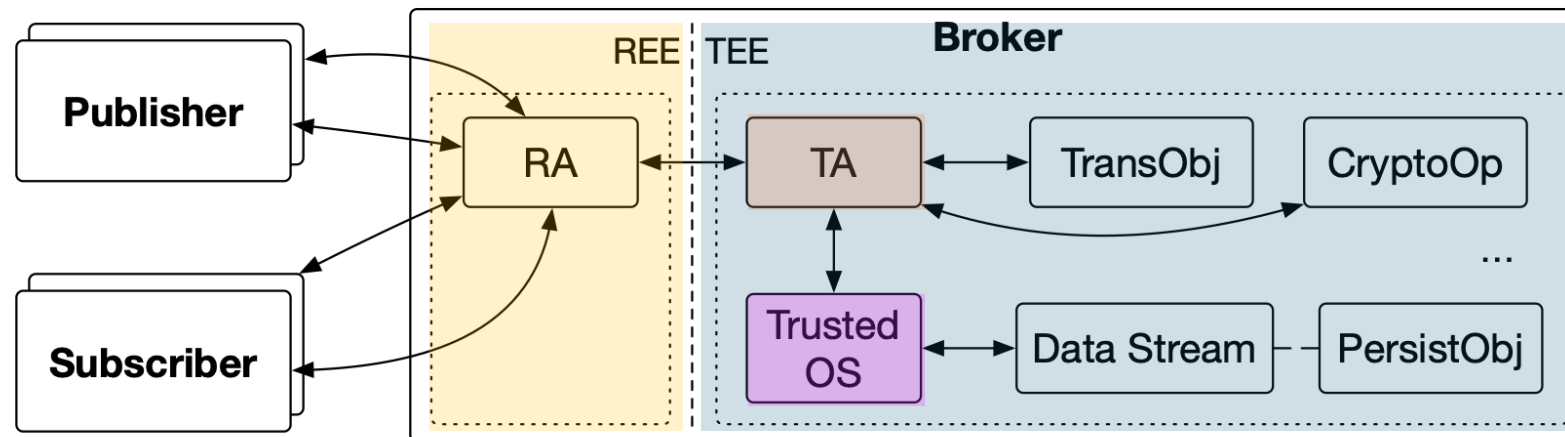 Broker
REE
TEE
Publisher
RA
TA
TransObj
CryptoOp
...
Subscriber
Trusted
OS
Data Stream
PersistObj